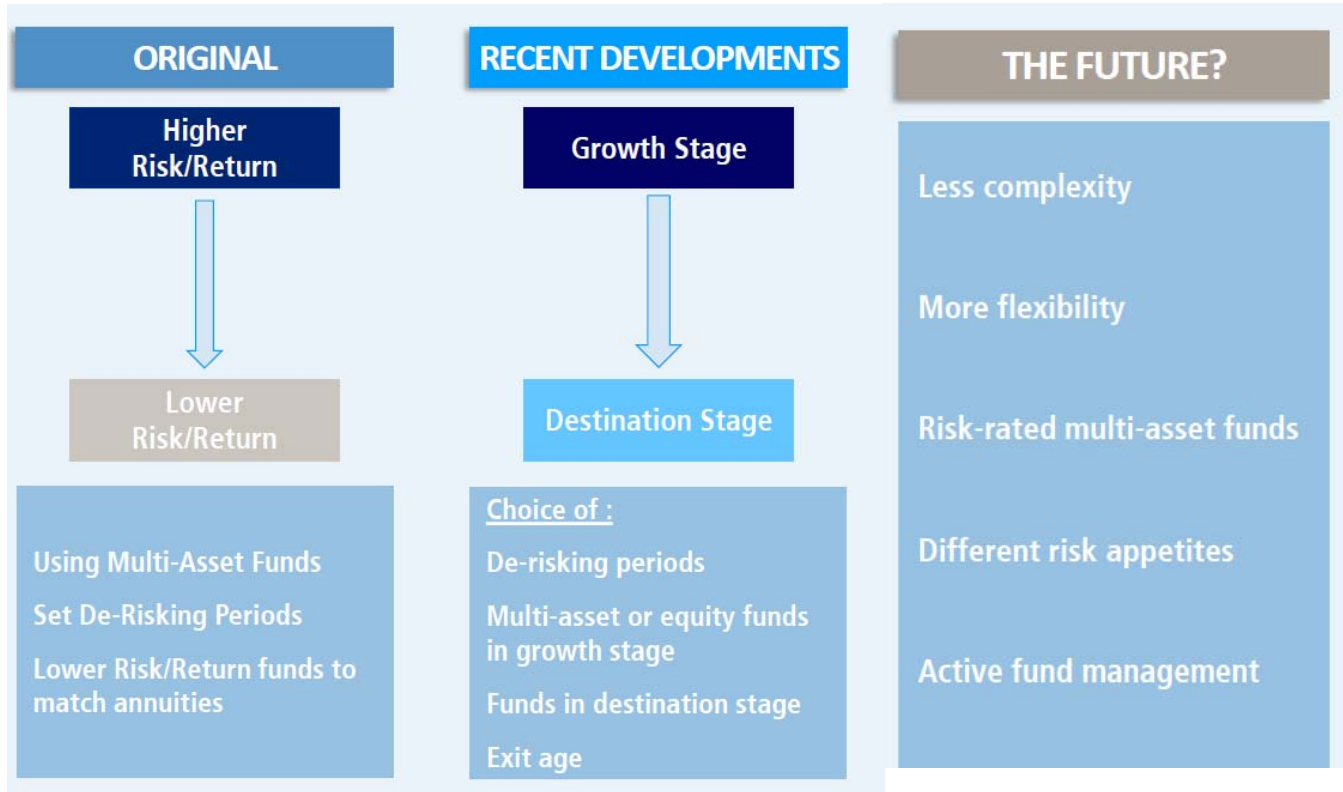 ORIGINAL
Higher
Risk/Return
Lower
Risk/Return
Using Multi-Asset Funds
Set De-Risking Periods
Lower Risk/Return funds to
match annuities
RECENT DEVELOPMENTS
Growth Stage
Destination Stage
Choice of :
De-risking periods
Multi-asset or equity funds
in growth stage
Funds in destination stage
Exit age
THE FUTURE?
Less complexity
More flexibility
Risk-rated multi-asset funds
Different risk appetites
Active fund management